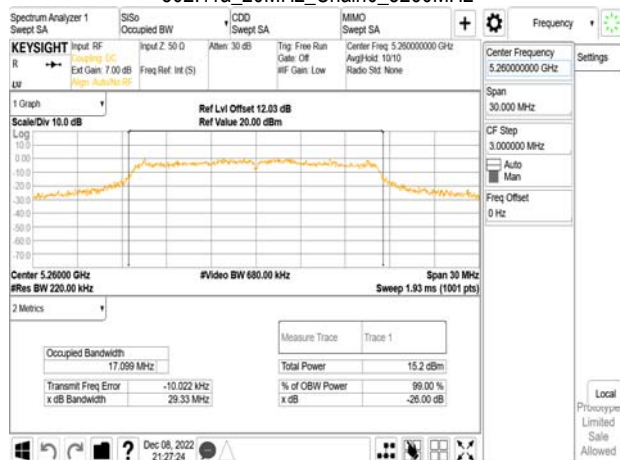 Spectrum Analyzer 1
Swept SA
SiSo
Occupied BW
CDD
Swept SA
MIMO
Swept SA
+
Frequency
KEYSIGHT
R
Input: RF
Coupling: DC
Ext Gain: 7.00 dB
Align: Auto/No RF
Input Z: 50 Ω
Freq Ref: Int (S)
Atten: 30 dB
Trig: Free Run
Gate: Off
#IF Gain: Low
Center Freq: 5.260000000 GHz
Avg|Hold: 10/10
Radio Std: None
Center Frequency
5.260000000 GHz
Settings
Span
30.000 MHz
CF Step
3.000000 MHz
Auto
Man
Freq Offset
0 Hz
1 Graph
Scale/Div 10.0 dB
Ref Lvl Offset 12.03 dB
Ref Value 20.00 dBm
Log
10.0
0.00
-10.0
-20.0
-30.0
-40.0
-50.0
-60.0
-70.0
Center 5.26000 GHz
#Res BW 220.00 kHz
#Video BW 680.00 kHz
Span 30 MHz
Sweep 1.93 ms (1001 pts)
2 Metrics
Measure Trace Trace 1
Occupied Bandwidth
17.099 MHz
Total Power 15.2 dBm
Transmit Freq Error -10.022 kHz
% of OBW Power 99.00 %
x dB Bandwidth 29.33 MHz
x dB -26.00 dB
Local
Prototype
Limited
Sale
Allowed
?
Dec 08, 2022
21:27:24